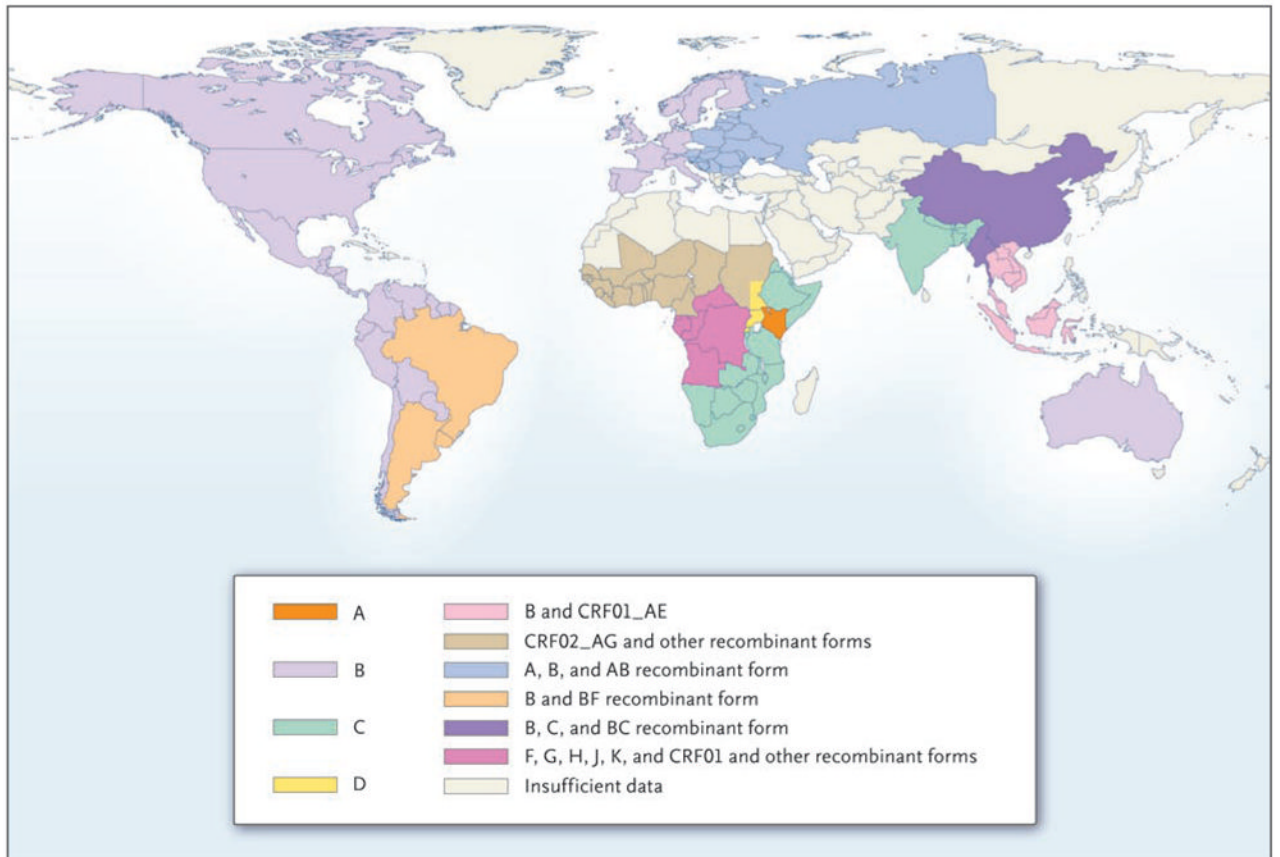 A
B and CRF01_AE
CRF02_AG and other recombinant forms
B
A, B, and AB recombinant form
B and BF recombinant form
C
B, C, and BC recombinant form
F, G, H, J, K, and CRF01 and other recombinant forms
D
Insufficient data